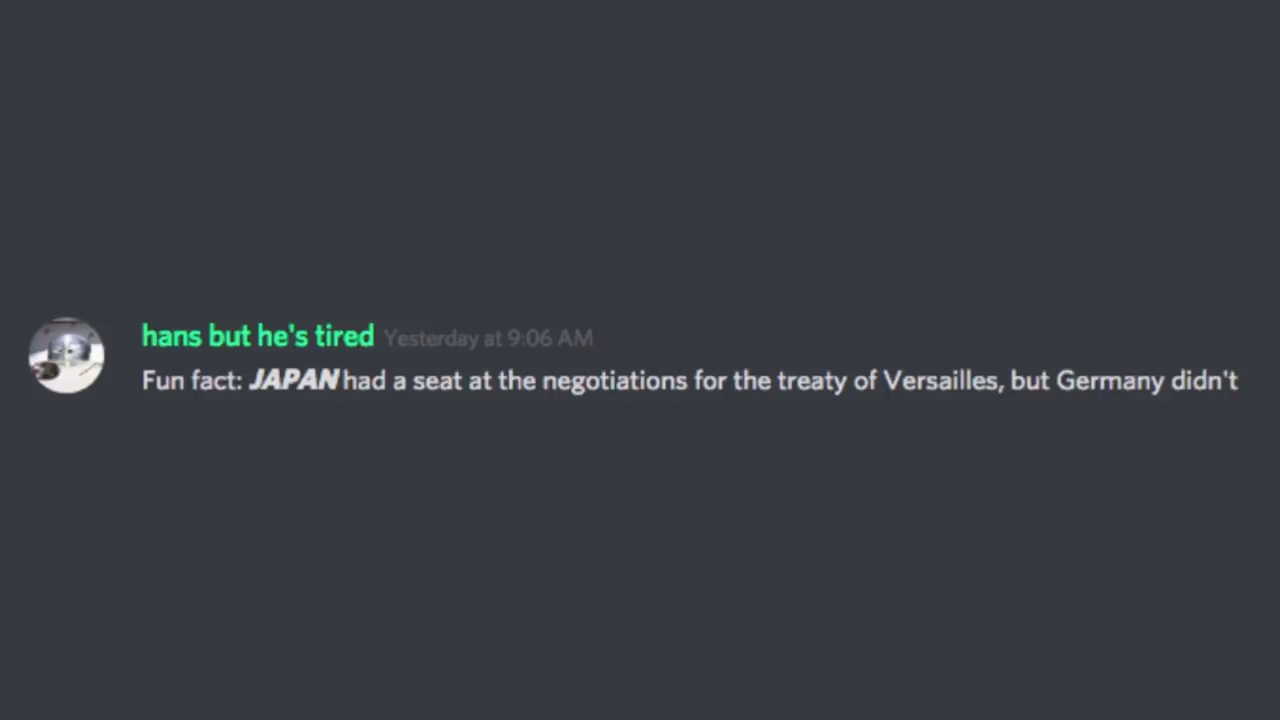 hans but he's tired Yesterday at 9:06 AM
Fun fact: JAPAN had a seat at the negotiations for the treaty of Versailles, but Germany didn't